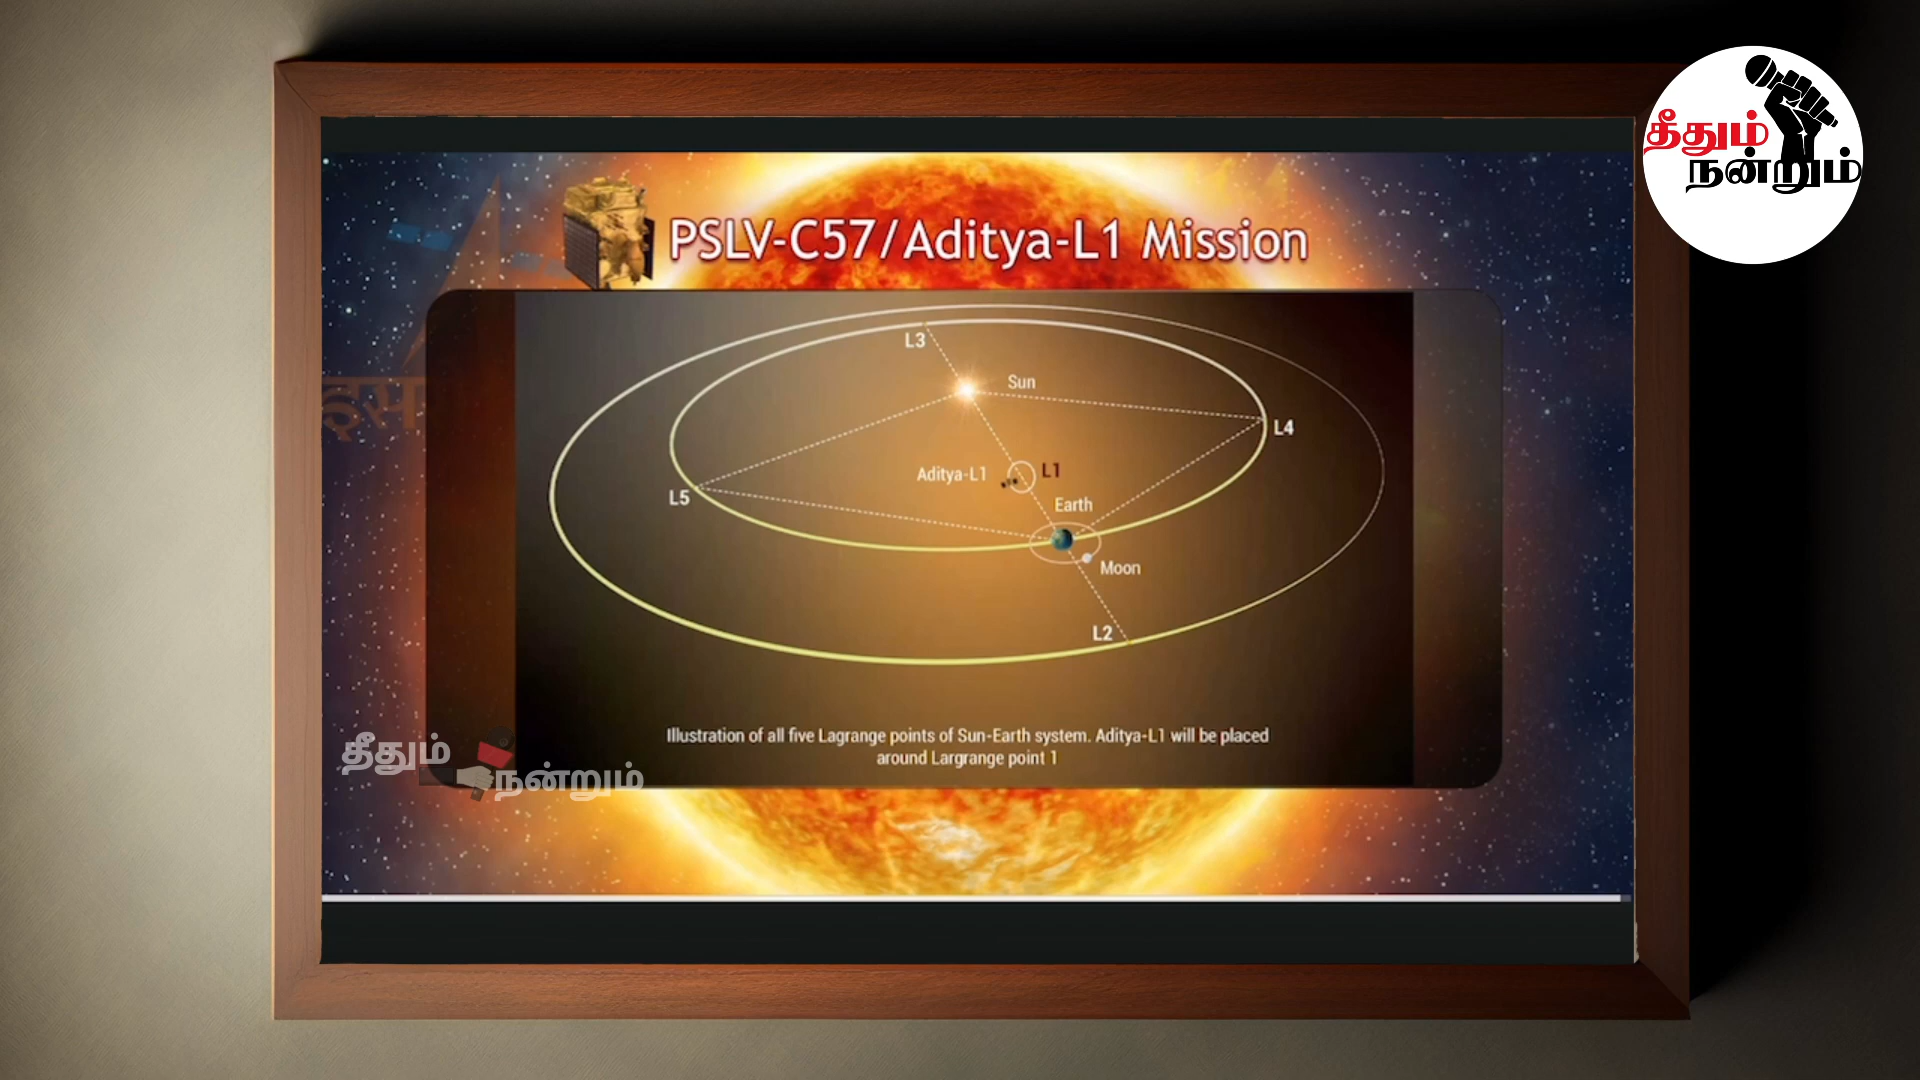 தீதும்
நன்றும்
PSLV-C57/Aditya-L1 Mission
इस
L3
Sun
L4
Aditya-L1
L1
L5
Earth
Moon
L2
Illustration of all five Lagrange points of Sun-Earth system. Aditya-L1 will be placed
around Largrange point 1
தீதும்
நன்றும்